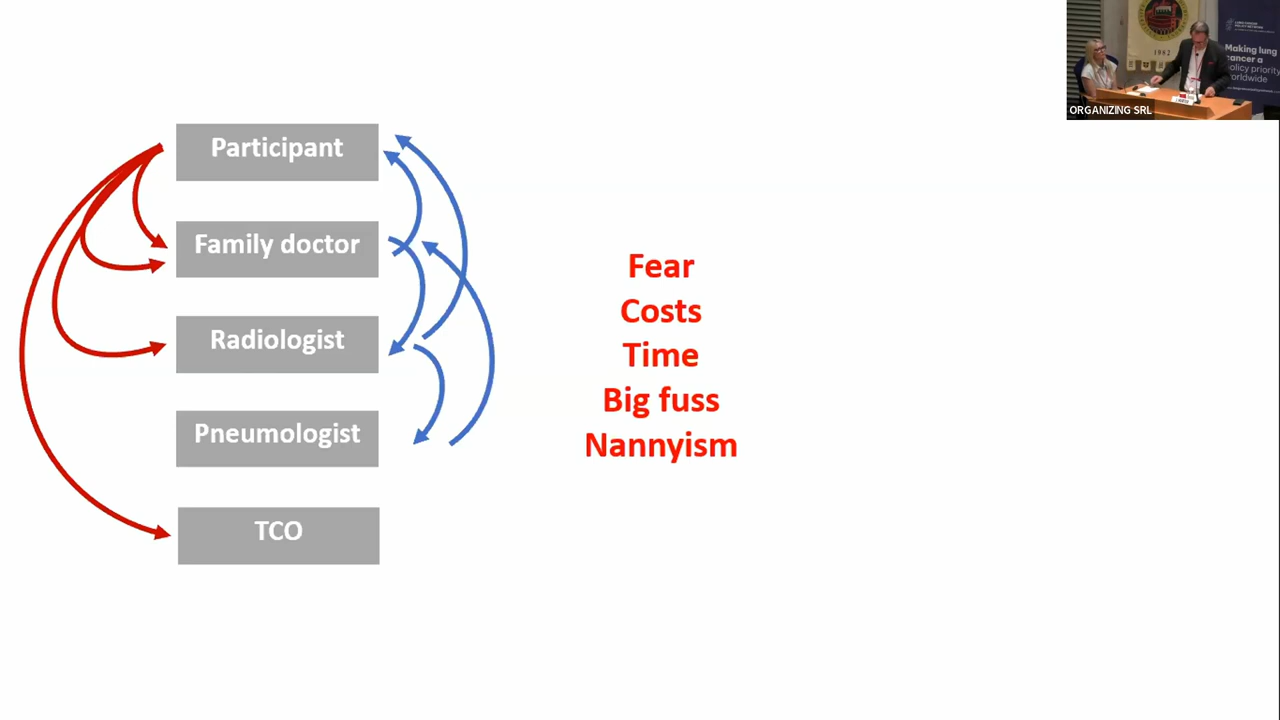 Participant
Family doctor
Radiologist
Pneumologist
TCO
Fear
Costs
Time
Big fuss
Nannyism
1982
Making lung
cancer a
policy priority
worldwide
ORGANIZING SRL